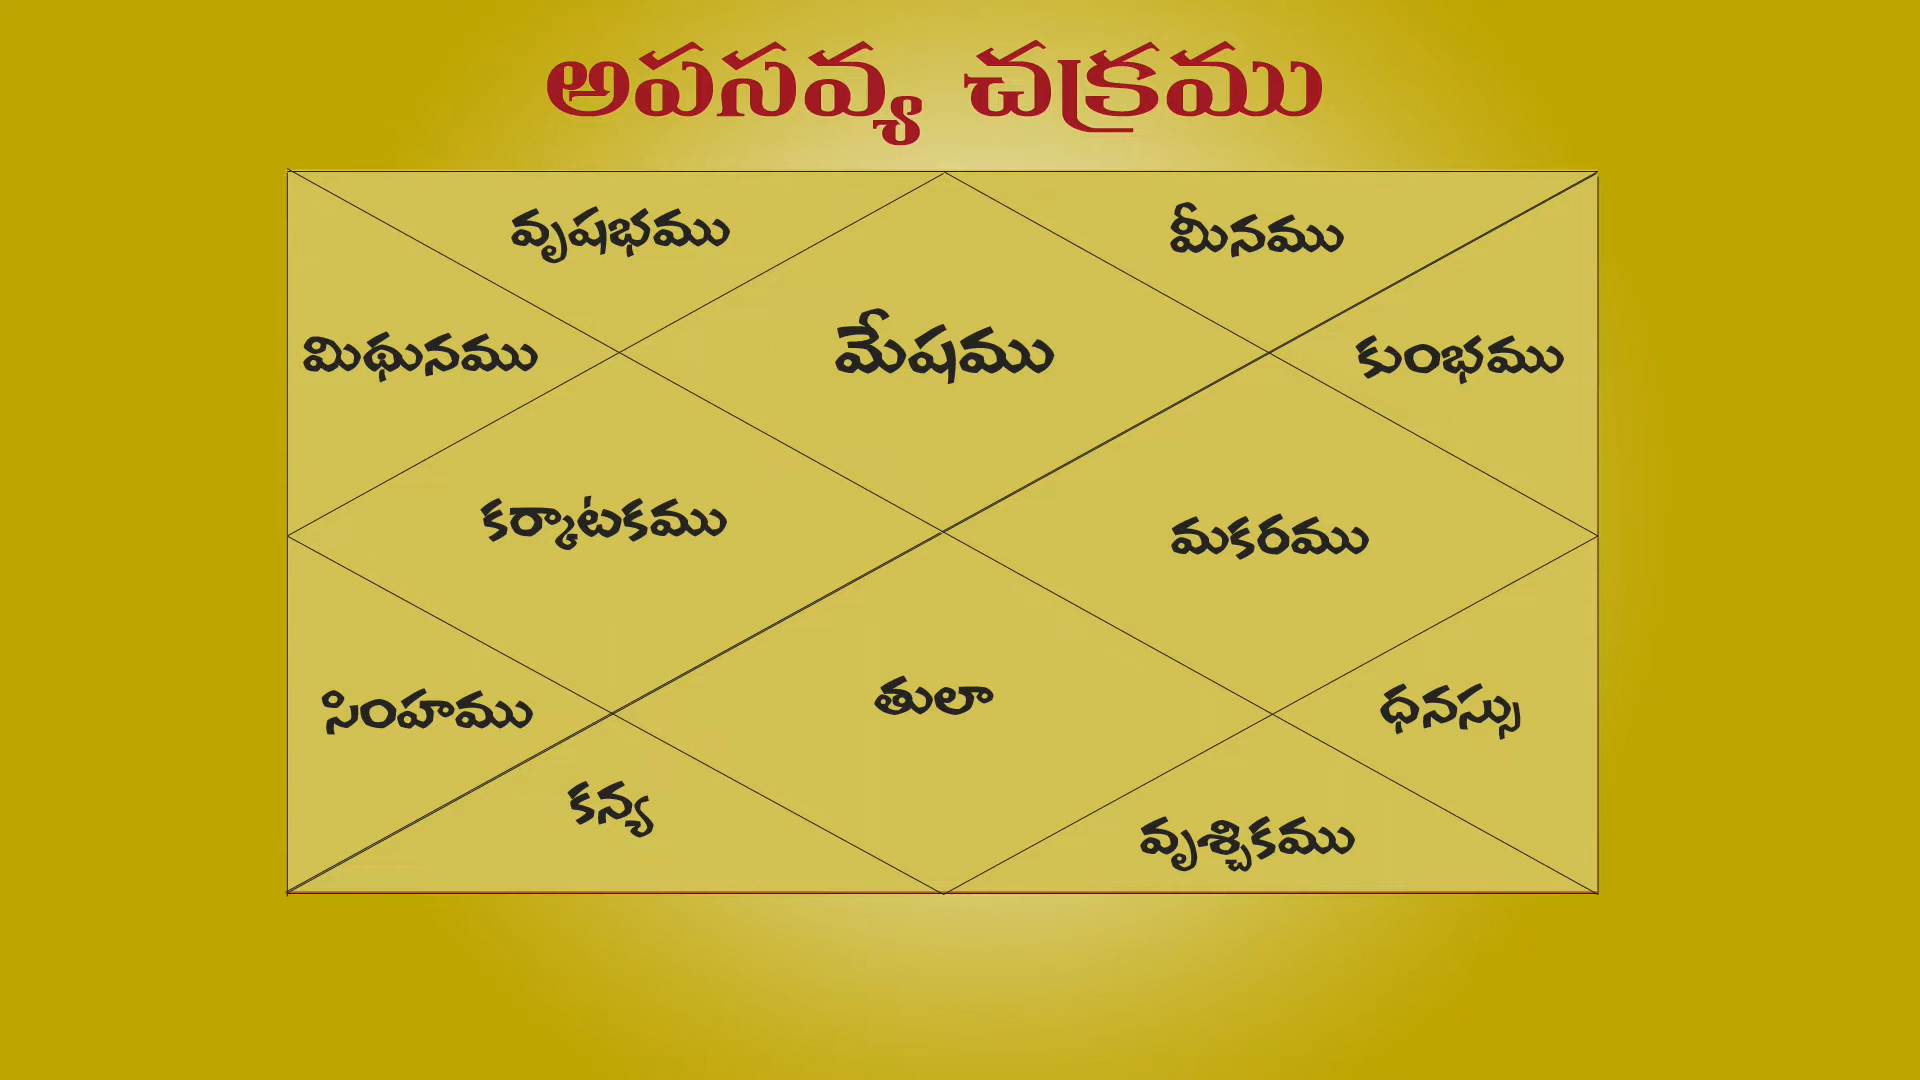 అపసవ్య చక్రము
వృషభము
మీనము
మిథునము
మేషము
కుంభము
కర్కాటకము
మకరము
సింహము
తులా
ధనస్సు
కన్య
వృశ్చికము